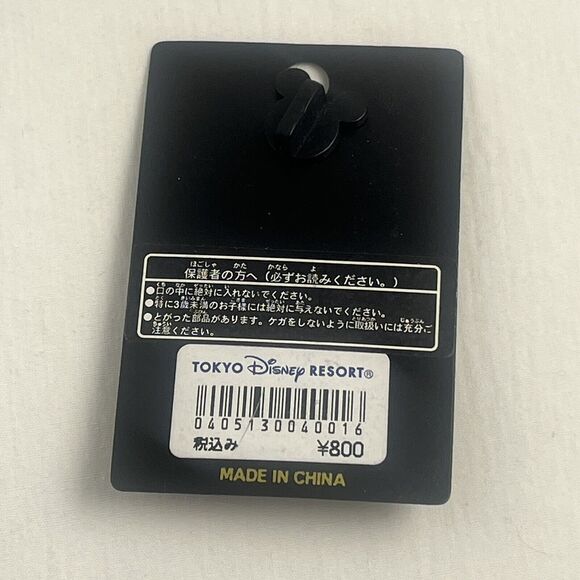 保護者の方へ（必ずお読みください。）
●口の中に絶対に入れないでください。
●特に3歳未満のお子様には絶対に与えないでください。
●とがった部品があります。ケガをしないように取扱いには充分ご
注意ください。
TOKYO Disney RESORT®
0405130040016
税込み ¥800
MADE IN CHINA